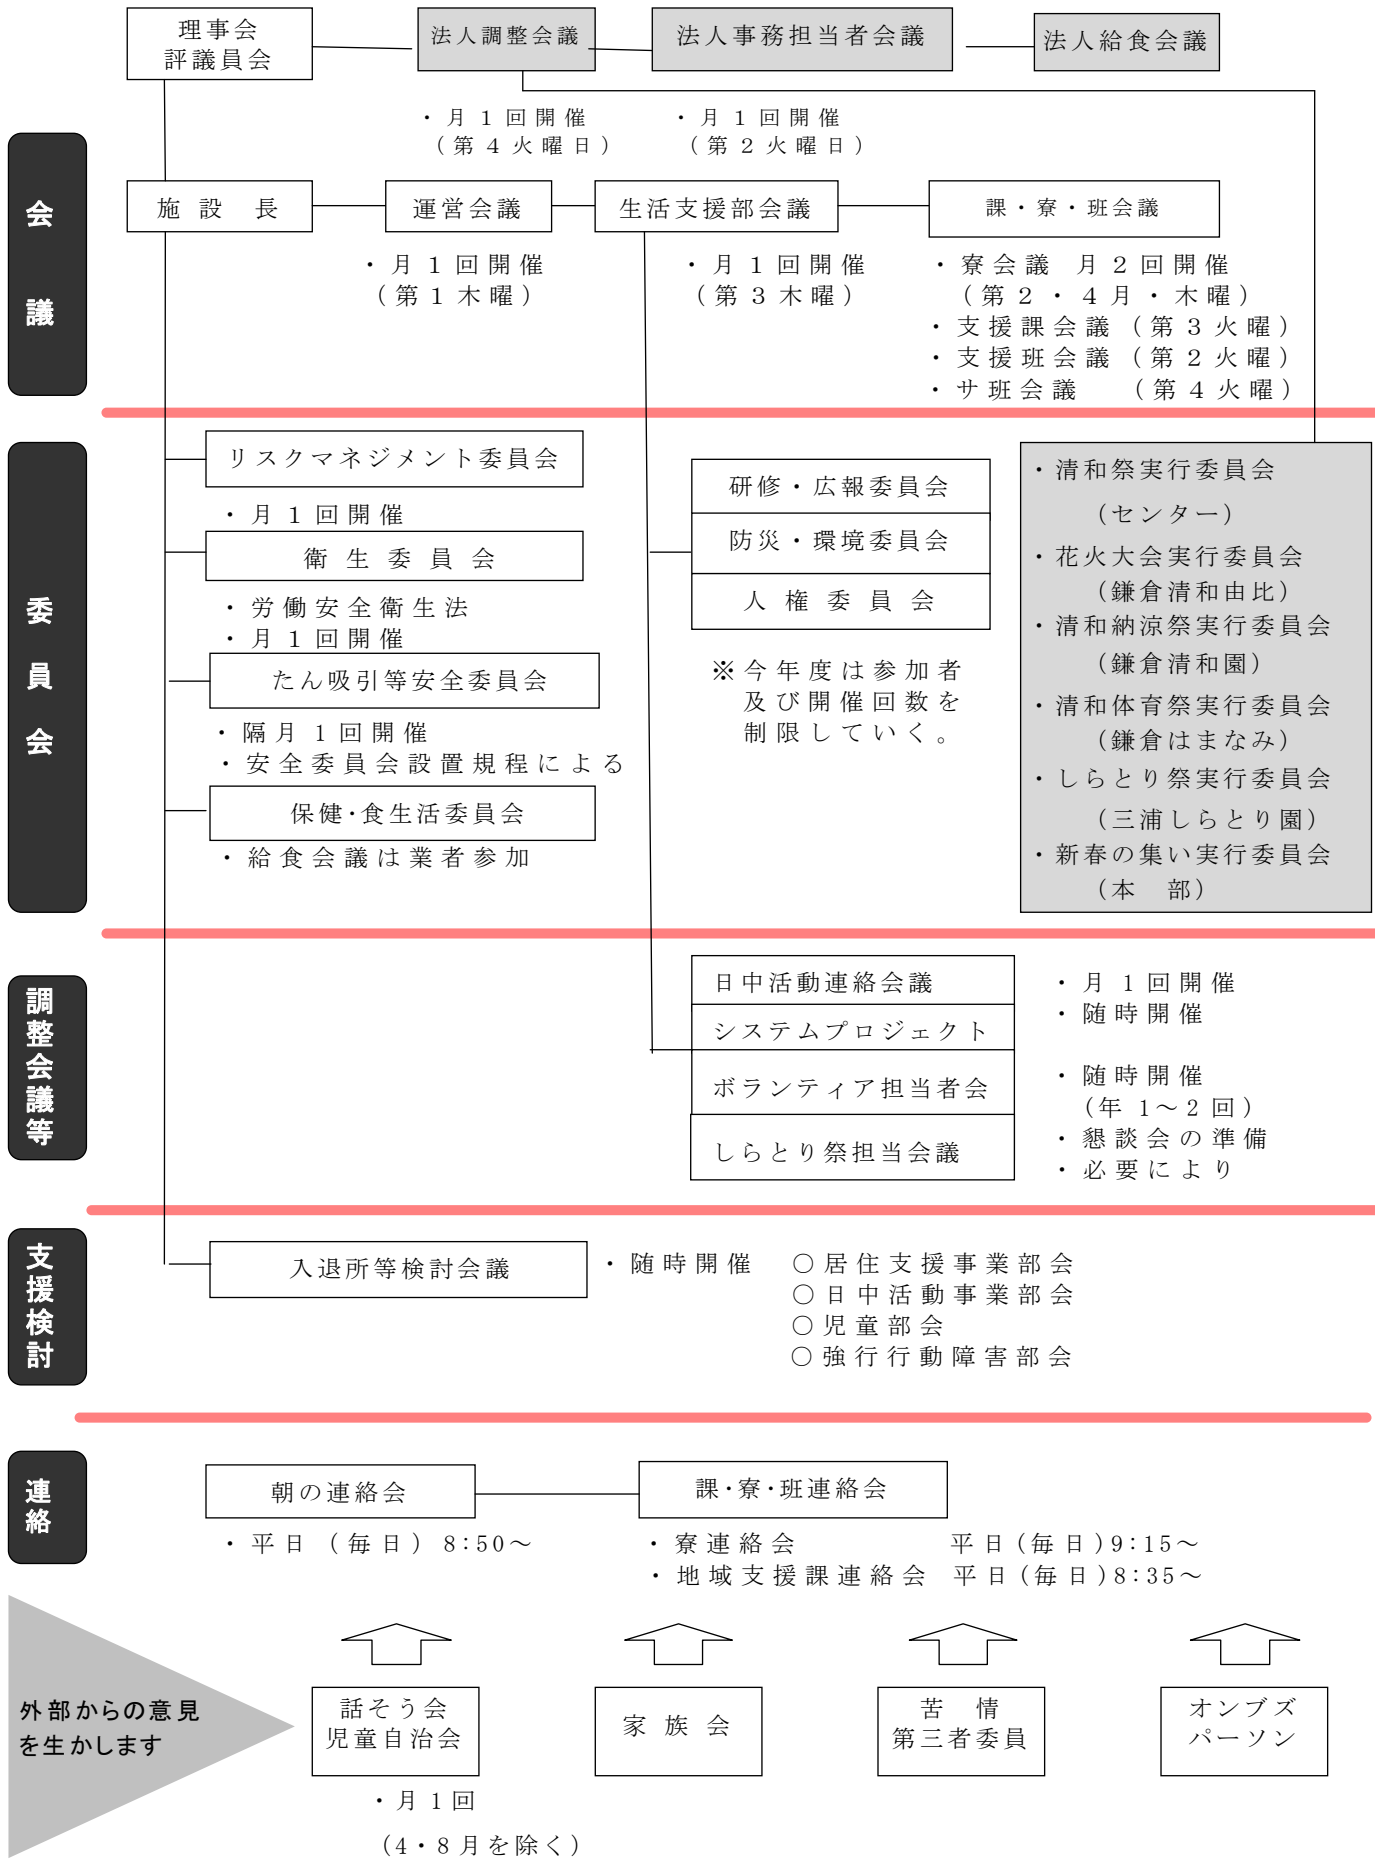 理事会
評議員会
法人調整会議
法人事務担当者会議
法人給食会議
・月１回開催
（第４火曜日）
・月１回開催
（第２火曜日）
会議
施設長
運営会議
生活支援部会議
課・寮・班会議
・月１回開催
（第１木曜）
・月１回開催
（第３木曜）
・寮会議 月２回開催
（第２・４月・木曜）
・支援課会議（第３火曜）
・支援班会議（第２火曜）
・サ班会議 （第４火曜）
委員会
リスクマネジメント委員会
・月１回開催
衛生委員会
・労働安全衛生法
・月１回開催
たん吸引等安全委員会
・隔月１回開催
・安全委員会設置規程による
保健・食生活委員会
・給食会議は業者参加
研修・広報委員会
防災・環境委員会
人権委員会
※今年度は参加者
及び開催回数を
制限していく。
・清和祭実行委員会
（センター）
・花火大会実行委員会
（鎌倉清和由比）
・清和納涼祭実行委員会
（鎌倉清和園）
・清和体育祭実行委員会
（鎌倉はまなみ）
・しらとり祭実行委員会
（三浦しらとり園）
・新春の集い実行委員会
（本 部）
調整会議等
日中活動連絡会議
システムプロジェクト
ボランティア担当者会
しらとり祭担当会議
・月１回開催
・随時開催
・随時開催
（年 1～2 回）
・懇談会の準備
・必要により
支援検討
入退所等検討会議
・随時開催
○居住支援事業部会
○日中活動事業部会
○児童部会
○強行行動障害部会
連絡
朝の連絡会
課・寮・班連絡会
・平日（毎日）8:50～
・寮連絡会 平日（毎日）9:15～
・地域支援課連絡会 平日（毎日）8:35～
外部からの意見
を生かします
話そう会
児童自治会
家族会
苦情
第三者委員
オンブズ
パーソン
・月１回
（4・8月を除く）